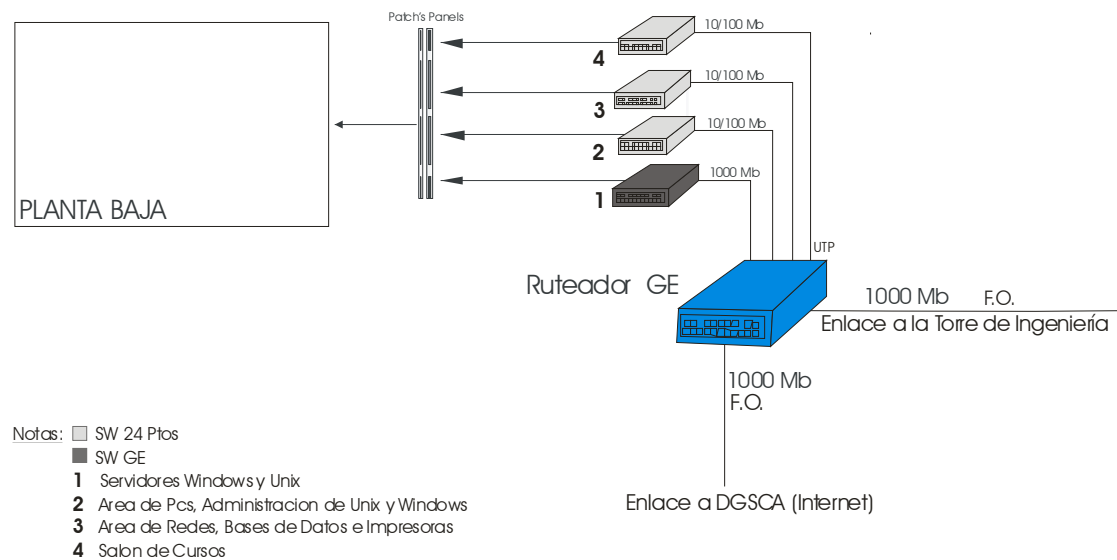 Patch's Panels
10/100 Mb
4
10/100 Mb
3
10/100 Mb
2
1000 Mb
1
PLANTA BAJA
UTP
Ruteador GE
1000 Mb F.O.
Enlace a la Torre de Ingeniería
1000 Mb
F.O.
Enlace a DGSCA (Internet)
Notas: SW 24 Ptos
SW GE
1 Servidores Windows y Unix
2 Area de Pcs, Administracion de Unix y Windows
3 Area de Redes, Bases de Datos e Impresoras
4 Salon de Cursos